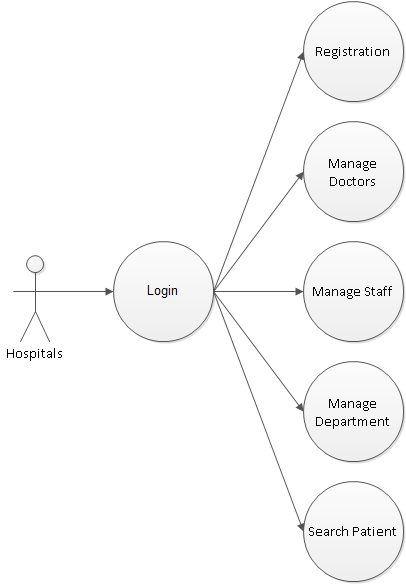 Registration
Manage
Doctors
Login
Manage Staff
Hospitals
Manage
Department
Search Patient